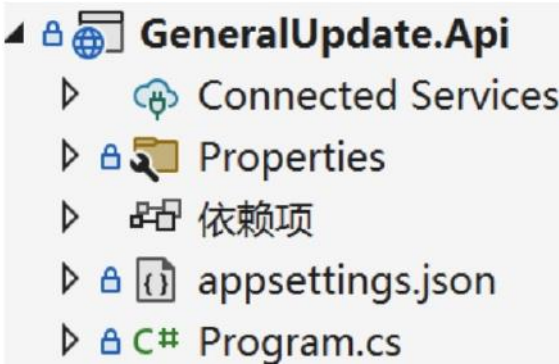 GeneralUpdate.Api
Connected Services
Properties
依赖项
appsettings.json
C# Program.cs